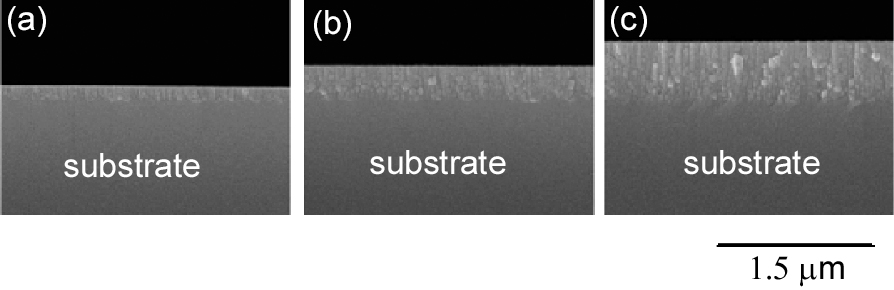 (a)
(b)
(c)
substrate
substrate
substrate
1.5 μm